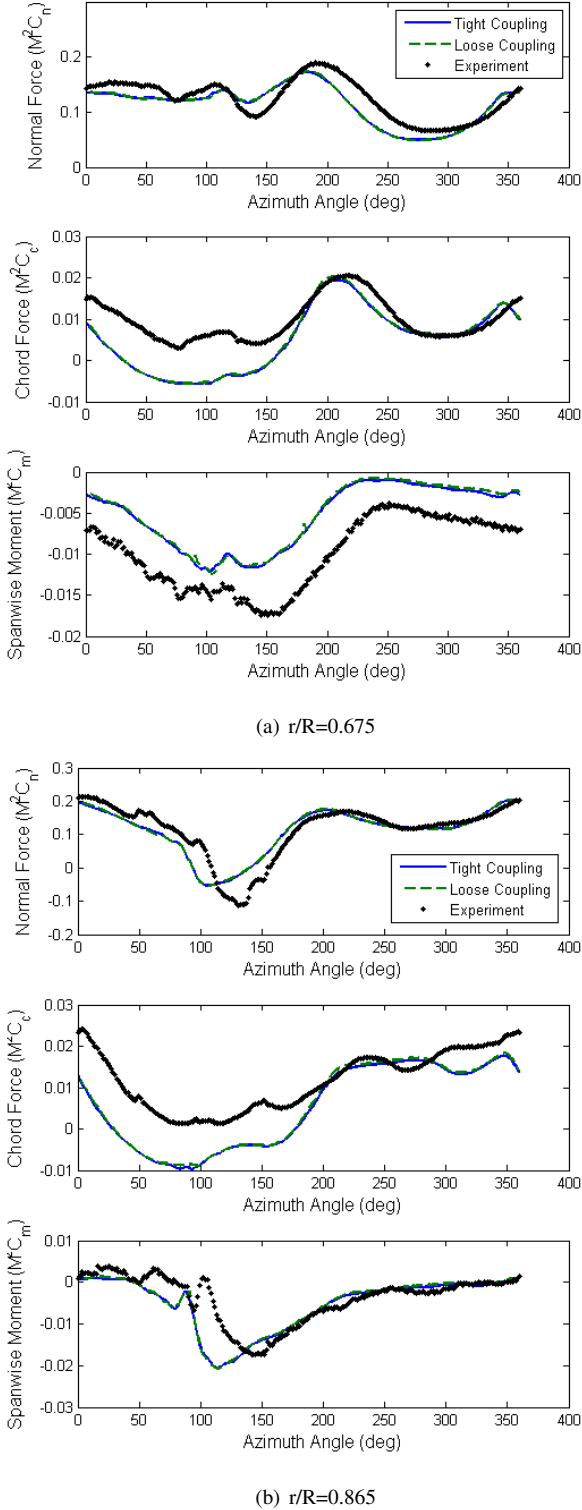 Normal Force (M²Cₙ)
0.2
0.1
0
Tight Coupling
Loose Coupling
Experiment
0 50 100 150 200 250 300 350 400
Azimuth Angle (deg)
Chord Force (M²C_c)
0.03
0.02
0.01
0
-0.01
0 50 100 150 200 250 300 350 400
Azimuth Angle (deg)
Spanwise Moment (M²Cₘ)
0
-0.005
-0.01
-0.015
-0.02
0 50 100 150 200 250 300 350 400
Azimuth Angle (deg)
(a) r/R=0.675
Normal Force (M²Cₙ)
0.3
0.2
0.1
0
-0.1
-0.2
Tight Coupling
Loose Coupling
Experiment
0 50 100 150 200 250 300 350 400
Azimuth Angle (deg)
Chord Force (M²C_c)
0.03
0.02
0.01
0
-0.01
0 50 100 150 200 250 300 350 400
Azimuth Angle (deg)
Spanwise Moment (M²Cₘ)
0.01
0
-0.01
-0.02
-0.03
0 50 100 150 200 250 300 350 400
Azimuth Angle (deg)
(b) r/R=0.865